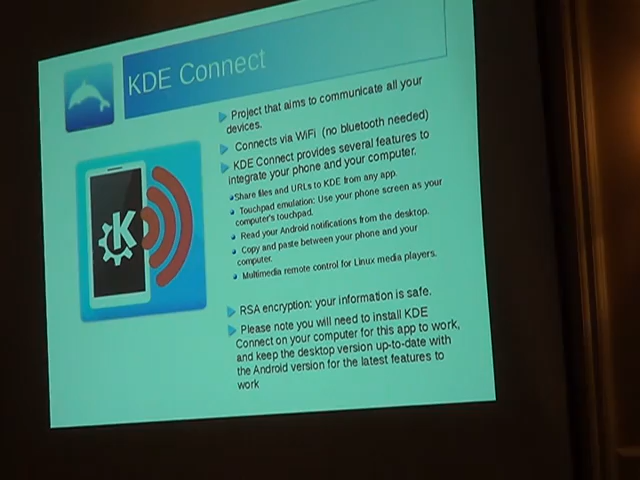 KDE Connect
Project that aims to communicate all your
devices.
Connects via WiFi (no bluetooth needed)
KDE Connect provides several features to
integrate your phone and your computer.
Share files and URLs to KDE from any app.
Touchpad emulation: Use your phone screen as your
computer's touchpad.
Read your Android notifications from the desktop.
Copy and paste between your phone and your
computer.
Multimedia remote control for Linux media players.
RSA encryption: your information is safe.
Please note you will need to install KDE
Connect on your computer for this app to work,
and keep the desktop version up-to-date with
the Android version for the latest features to
work
K